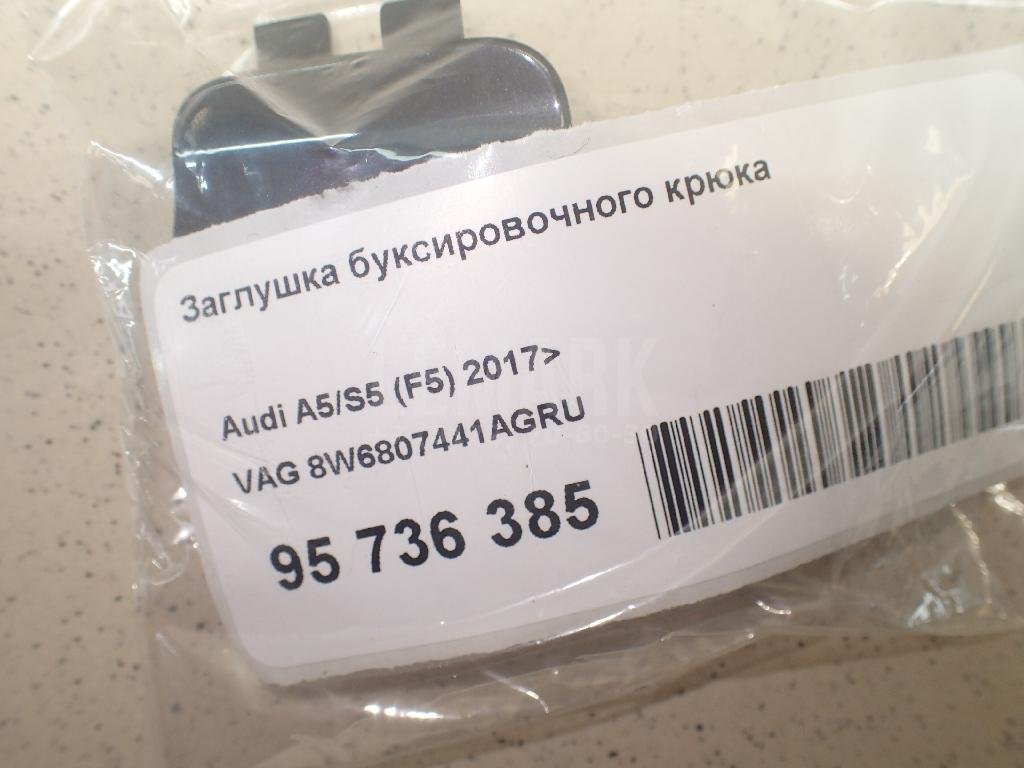 Заглушка буксировочного крюка
Audi A5/S5 (F5) 2017>
VAG 8W6807441AGRU
95 736 385